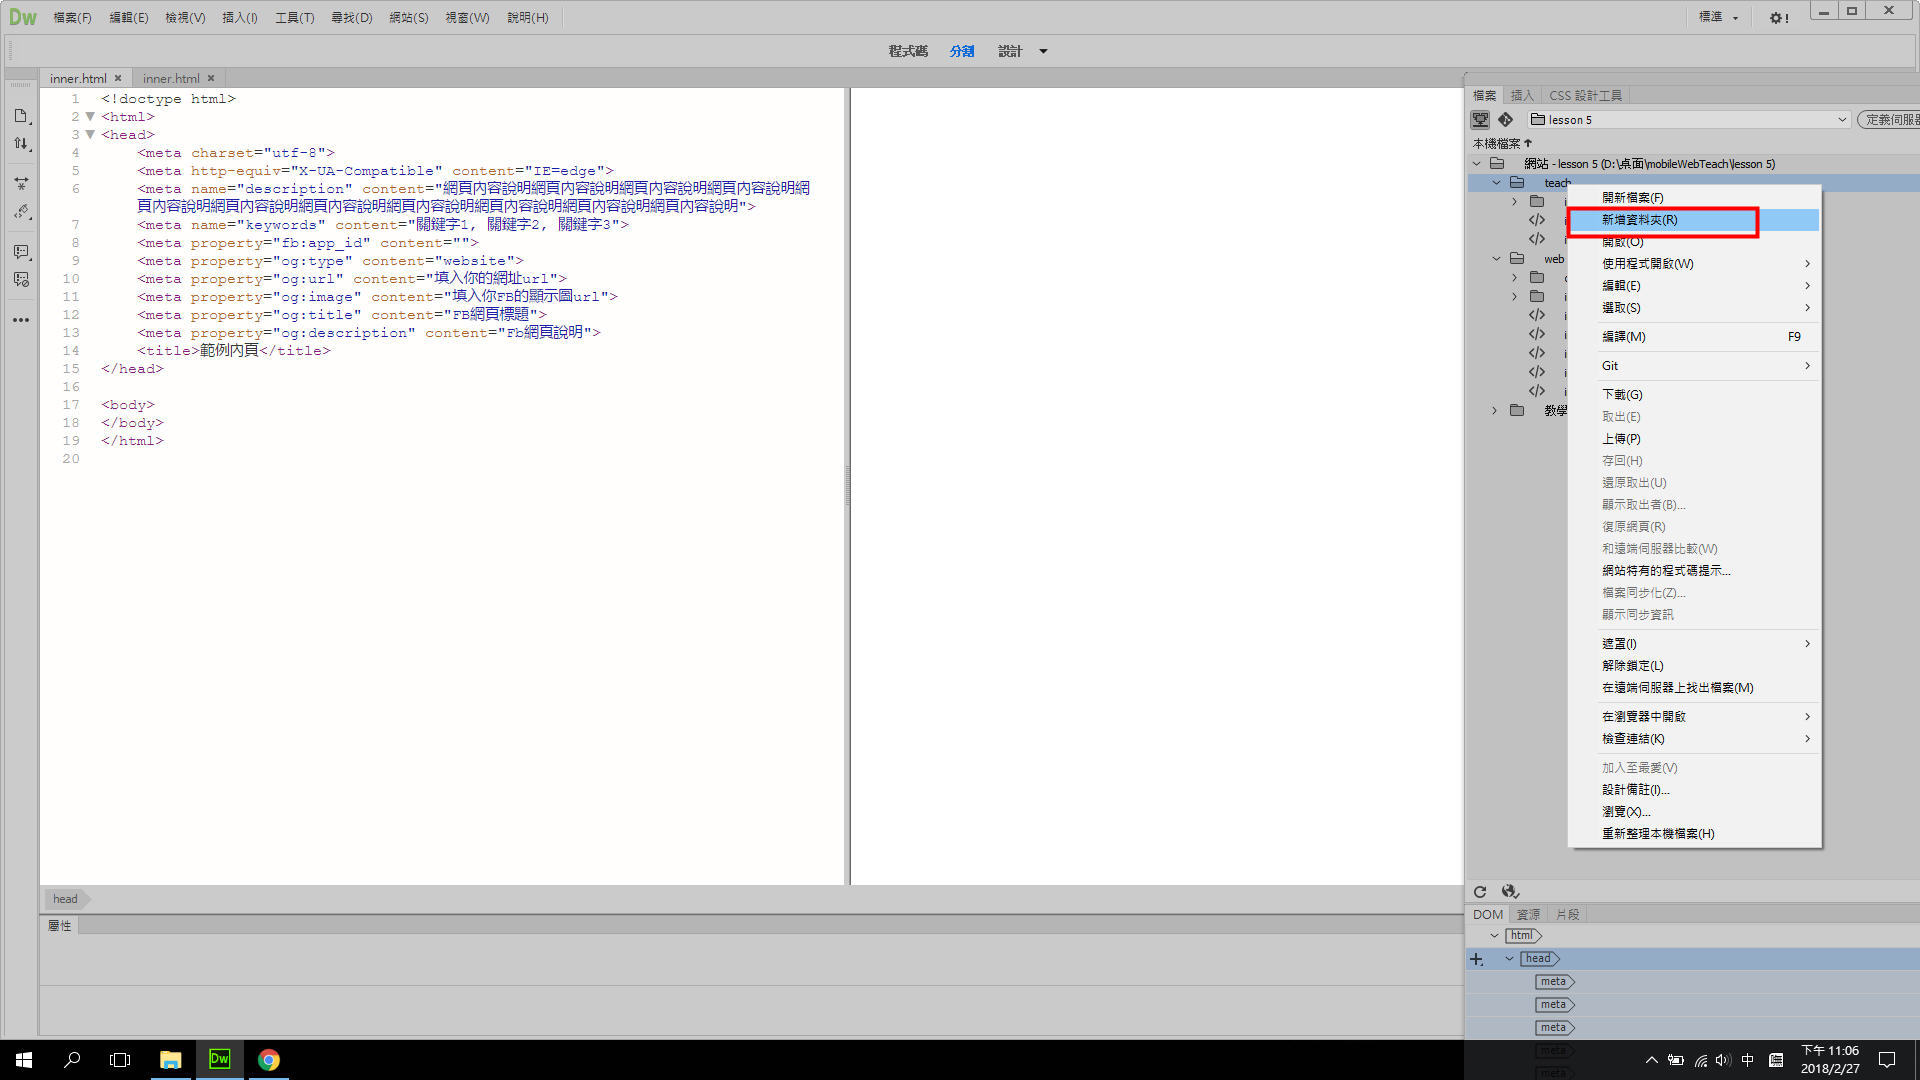 Dw 檔案(F) 編輯(E) 檢視(V) 插入(I) 工具(T) 尋找(D) 網站(S) 視窗(W) 說明(H) 標準
程式碼 分割 設計
inner.html inner.html
1 <!doctype html>
2 <html>
3 <head>
4 <meta charset="utf-8">
5 <meta http-equiv="X-UA-Compatible" content="IE=edge">
6 <meta name="description" content="網頁內容說明網頁內容說明網頁內容說明網頁內容說明網
頁內容說明網頁內容說明網頁內容說明網頁內容說明網頁內容說明網頁內容說明網頁內容說明">
7 <meta name="keywords" content="關鍵字1, 關鍵字2, 關鍵字3">
8 <meta property="fb:app_id" content="">
9 <meta property="og:type" content="website">
10 <meta property="og:url" content="填入你的網址url">
11 <meta property="og:image" content="填入你FB的顯示圖url">
12 <meta property="og:title" content="FB網頁標題">
13 <meta property="og:description" content="Fb網頁說明">
14 <title>範例內頁</title>
15 </head>
16
17 <body>
18 </body>
19 </html>
20
head
屬性
檔案 插入 CSS 設計工具
lesson 5 定義伺服器
本機檔案
網站 - lesson 5 (D:\桌面\mobileWebTeach\lesson 5)
teach
web
教學
開新檔案(F)
新增資料夾(R)
開啟(O)
使用程式開啟(W)
編輯(E)
選取(S)
編譯(M) F9
Git
下載(G)
取出(E)
上傳(P)
存回(H)
還原取出(U)
顯示取出者(B)...
復原網頁(R)
和遠端伺服器比較(W)
網站特有的程式碼提示...
檔案同步化(Z)...
顯示同步資訊
遮罩(I)
解除鎖定(L)
在遠端伺服器上找出檔案(M)
在瀏覽器中開啟
檢查連結(K)
加入至最愛(V)
設計備註(I)...
瀏覽(X)...
重新整理本機檔案(H)
DOM 資源 片段
html
head
meta
meta
meta
meta
meta
Dw
中
下午 11:06
2018/2/27